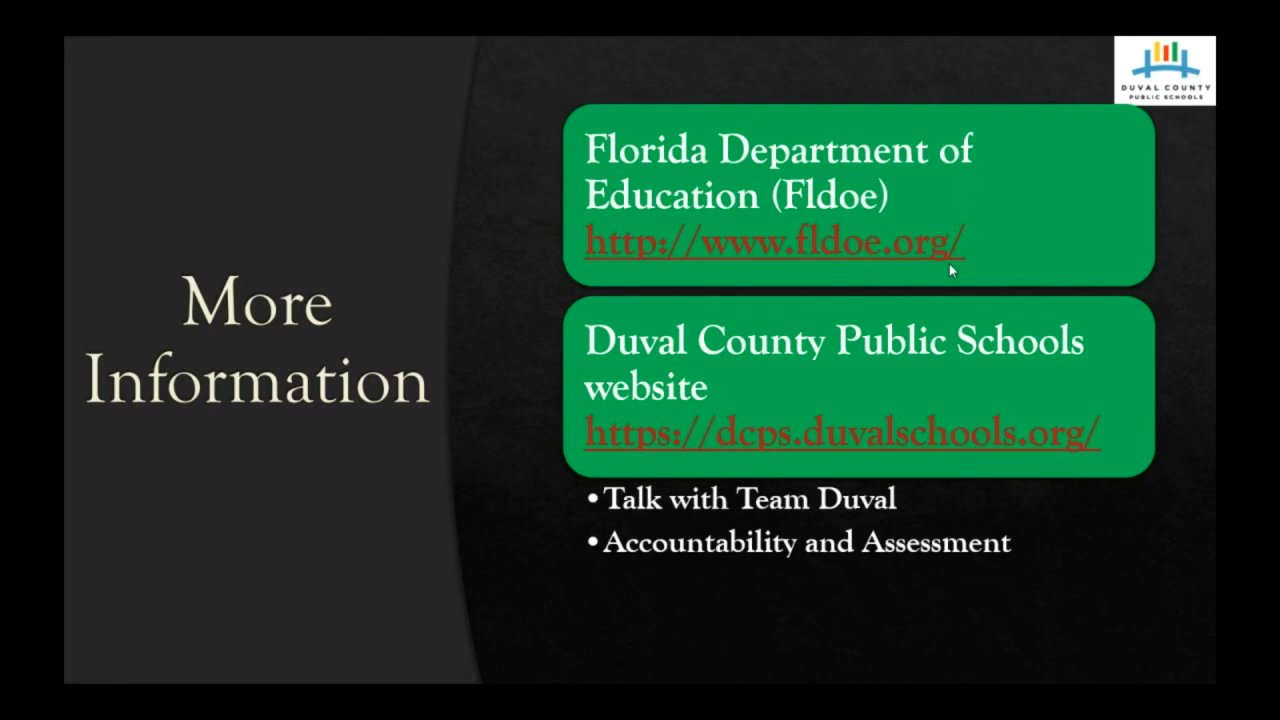 DUVAL COUNTY
PUBLIC SCHOOLS
More
Information
Florida Department of
Education (Fldoe)
http://www.fldoe.org/
Duval County Public Schools
website
https://dcps.duvalschools.org/
•Talk with Team Duval
•Accountability and Assessment